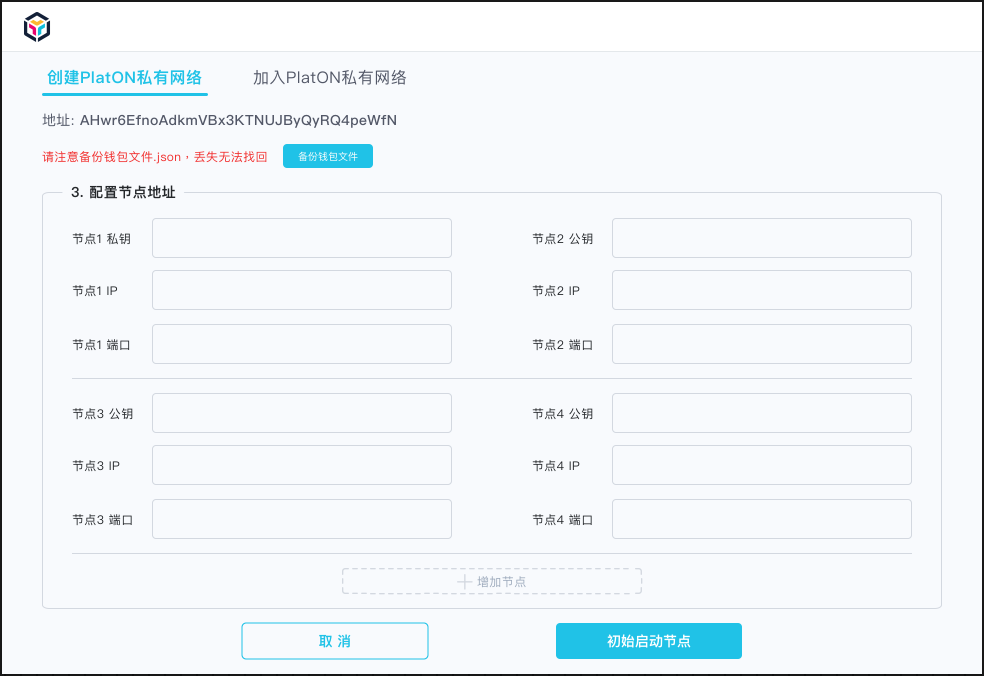 创建PlatON私有网络 加入PlatON私有网络
地址: AHwr6EfnoAdkmVBx3KTNUJByQyRQ4peWfN
请注意备份钱包文件.json，丢失无法找回 备份钱包文件
3. 配置节点地址
节点1 私钥 节点2 公钥
节点1 IP 节点2 IP
节点1 端口 节点2 端口
节点3 公钥 节点4 公钥
节点3 IP 节点4 IP
节点3 端口 节点4 端口
增加节点
取 消 初始启动节点